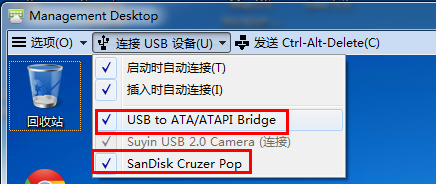 Management Desktop
选项(O) 连接 USB 设备(U) 发送 Ctrl-Alt-Delete(C)
启动时自动连接(T)
插入时自动连接(I)
USB to ATA/ATAPI Bridge
Suyin USB 2.0 Camera (连接)
SanDisk Cruzer Pop
回收站